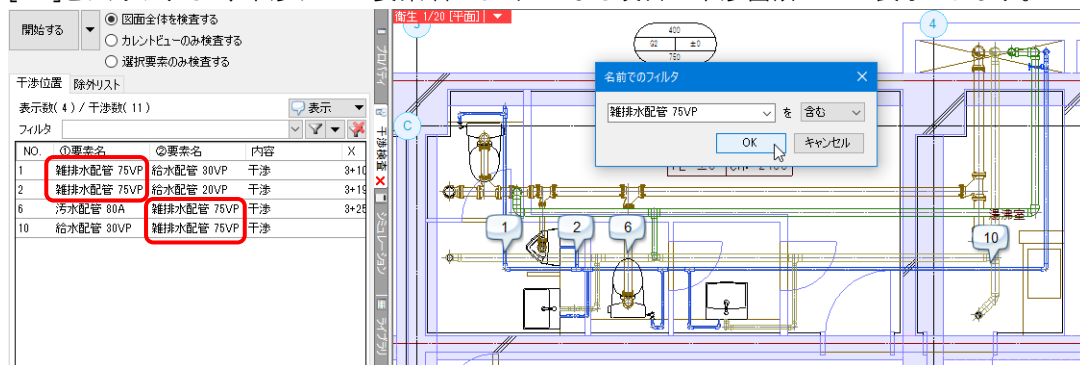 開始する
図面全体を検査する
カレントビューのみ検査する
選択要素のみ検査する
干渉位置 除外リスト
表示数( 4 ) / 干渉数( 11 )
表示
フィルタ
NO. ①要素名 ②要素名 内容 X
1 雑排水配管 75VP 給水配管 30VP 干渉 3+10
2 雑排水配管 75VP 給水配管 20VP 干渉 3+19
6 汚水配管 80A 雑排水配管 75VP 干渉 3+25
10 給水配管 30VP 雑排水配管 75VP 干渉
プロパティ
干渉検査
シミュレーション
ライブラリ
衛生 1/20 [平面]
3
4
C
400
G2 ±0
750
名前でのフィルタ
雑排水配管 75VP を 含む
OK キャンセル
湯沸室
1
2
6
10